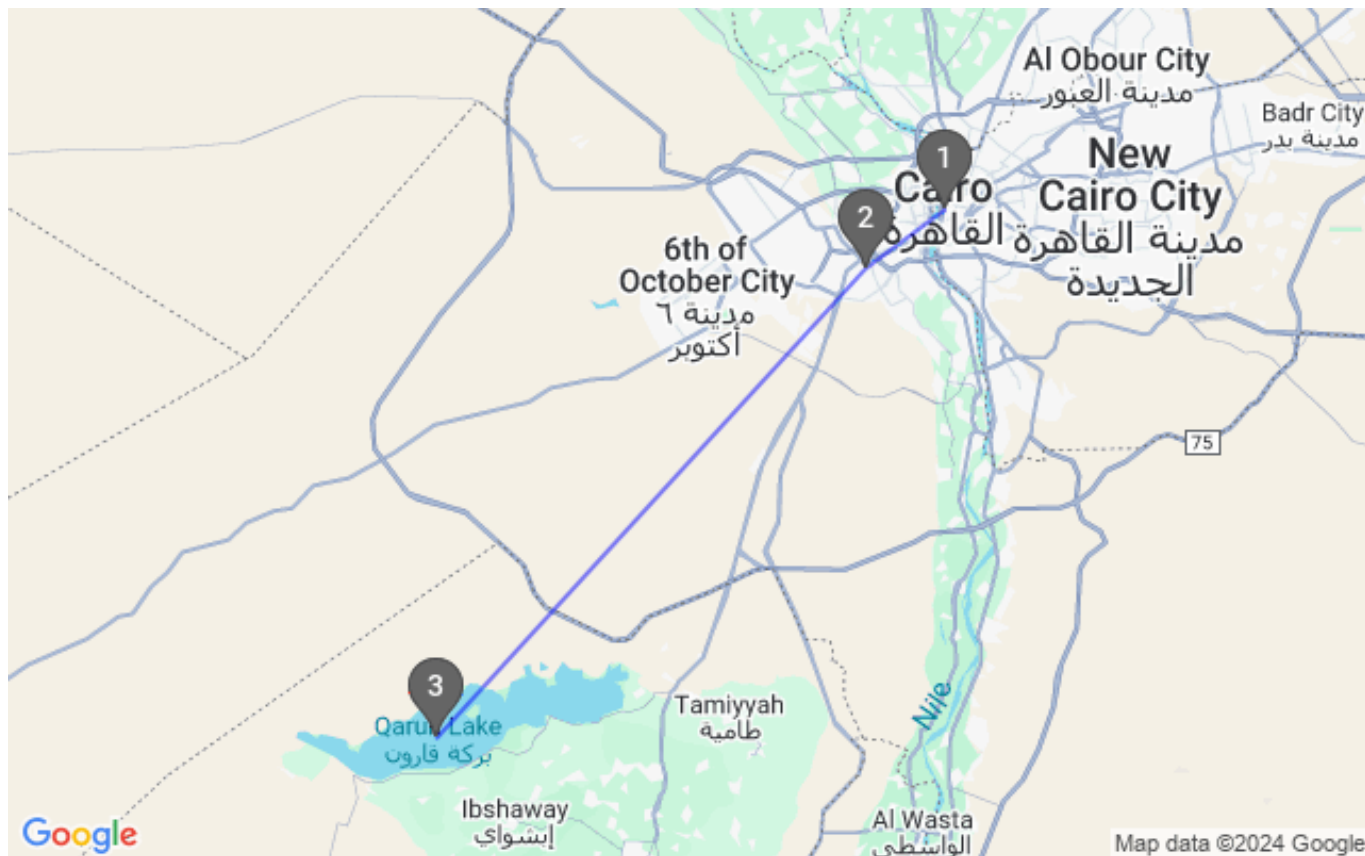 Al Obour City
مدينة العبور
Badr City
مدينة بدر
1
New
Cairo City
مدينة القاهرة
الجديدة
Cairo
القاهرة
2
6th of
October City
مدينة ٦
أكتوبر
75
3
Qarun Lake
بركة قارون
Tamiyyah
طامية
Nile
Ibshaway
إبشواي
Al Wasta
الواسطى
Google
Map data ©2024 Google